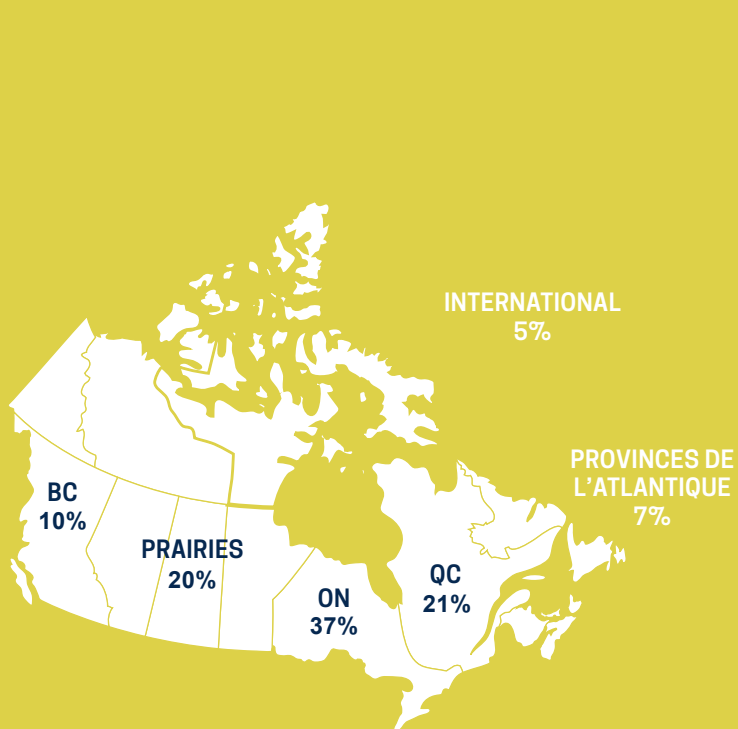 INTERNATIONAL
5%
PROVINCES DE
L'ATLANTIQUE
7%
BC
10%
PRAIRIES
20%
ON
37%
QC
21%